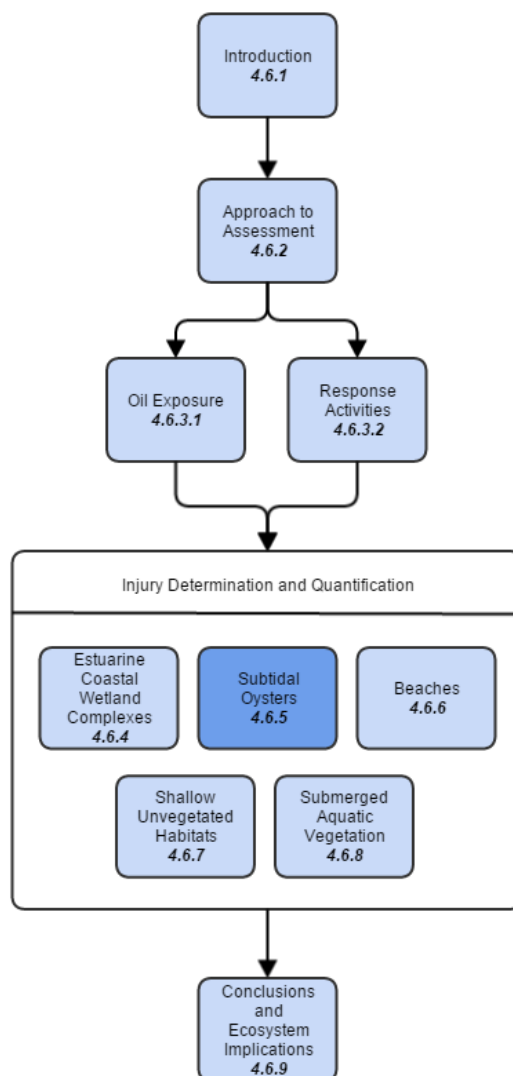 Introduction
4.6.1
Approach to
Assessment
4.6.2
Oil Exposure
4.6.3.1
Response
Activities
4.6.3.2
Injury Determination and Quantification
Estuarine
Coastal
Wetland
Complexes
4.6.4
Subtidal
Oysters
4.6.5
Beaches
4.6.6
Shallow
Unvegetated
Habitats
4.6.7
Submerged
Aquatic
Vegetation
4.6.8
Conclusions
and
Ecosystem
Implications
4.6.9